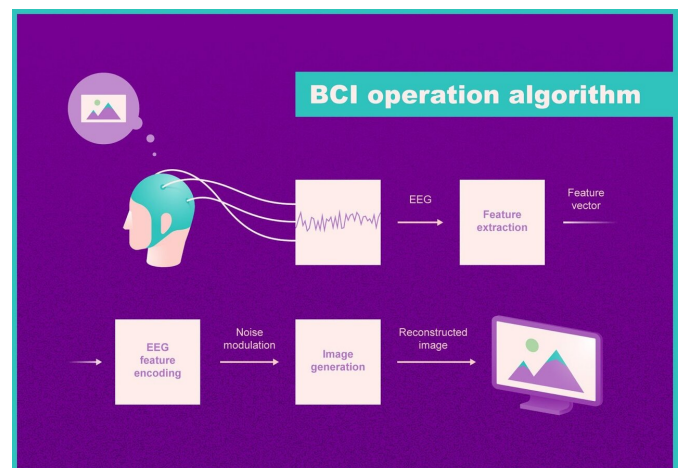 BCI operation algorithm
EEG
Feature
extraction
Feature
vector
EEG
feature
encoding
Noise
modulation
Image
generation
Reconstructed
image